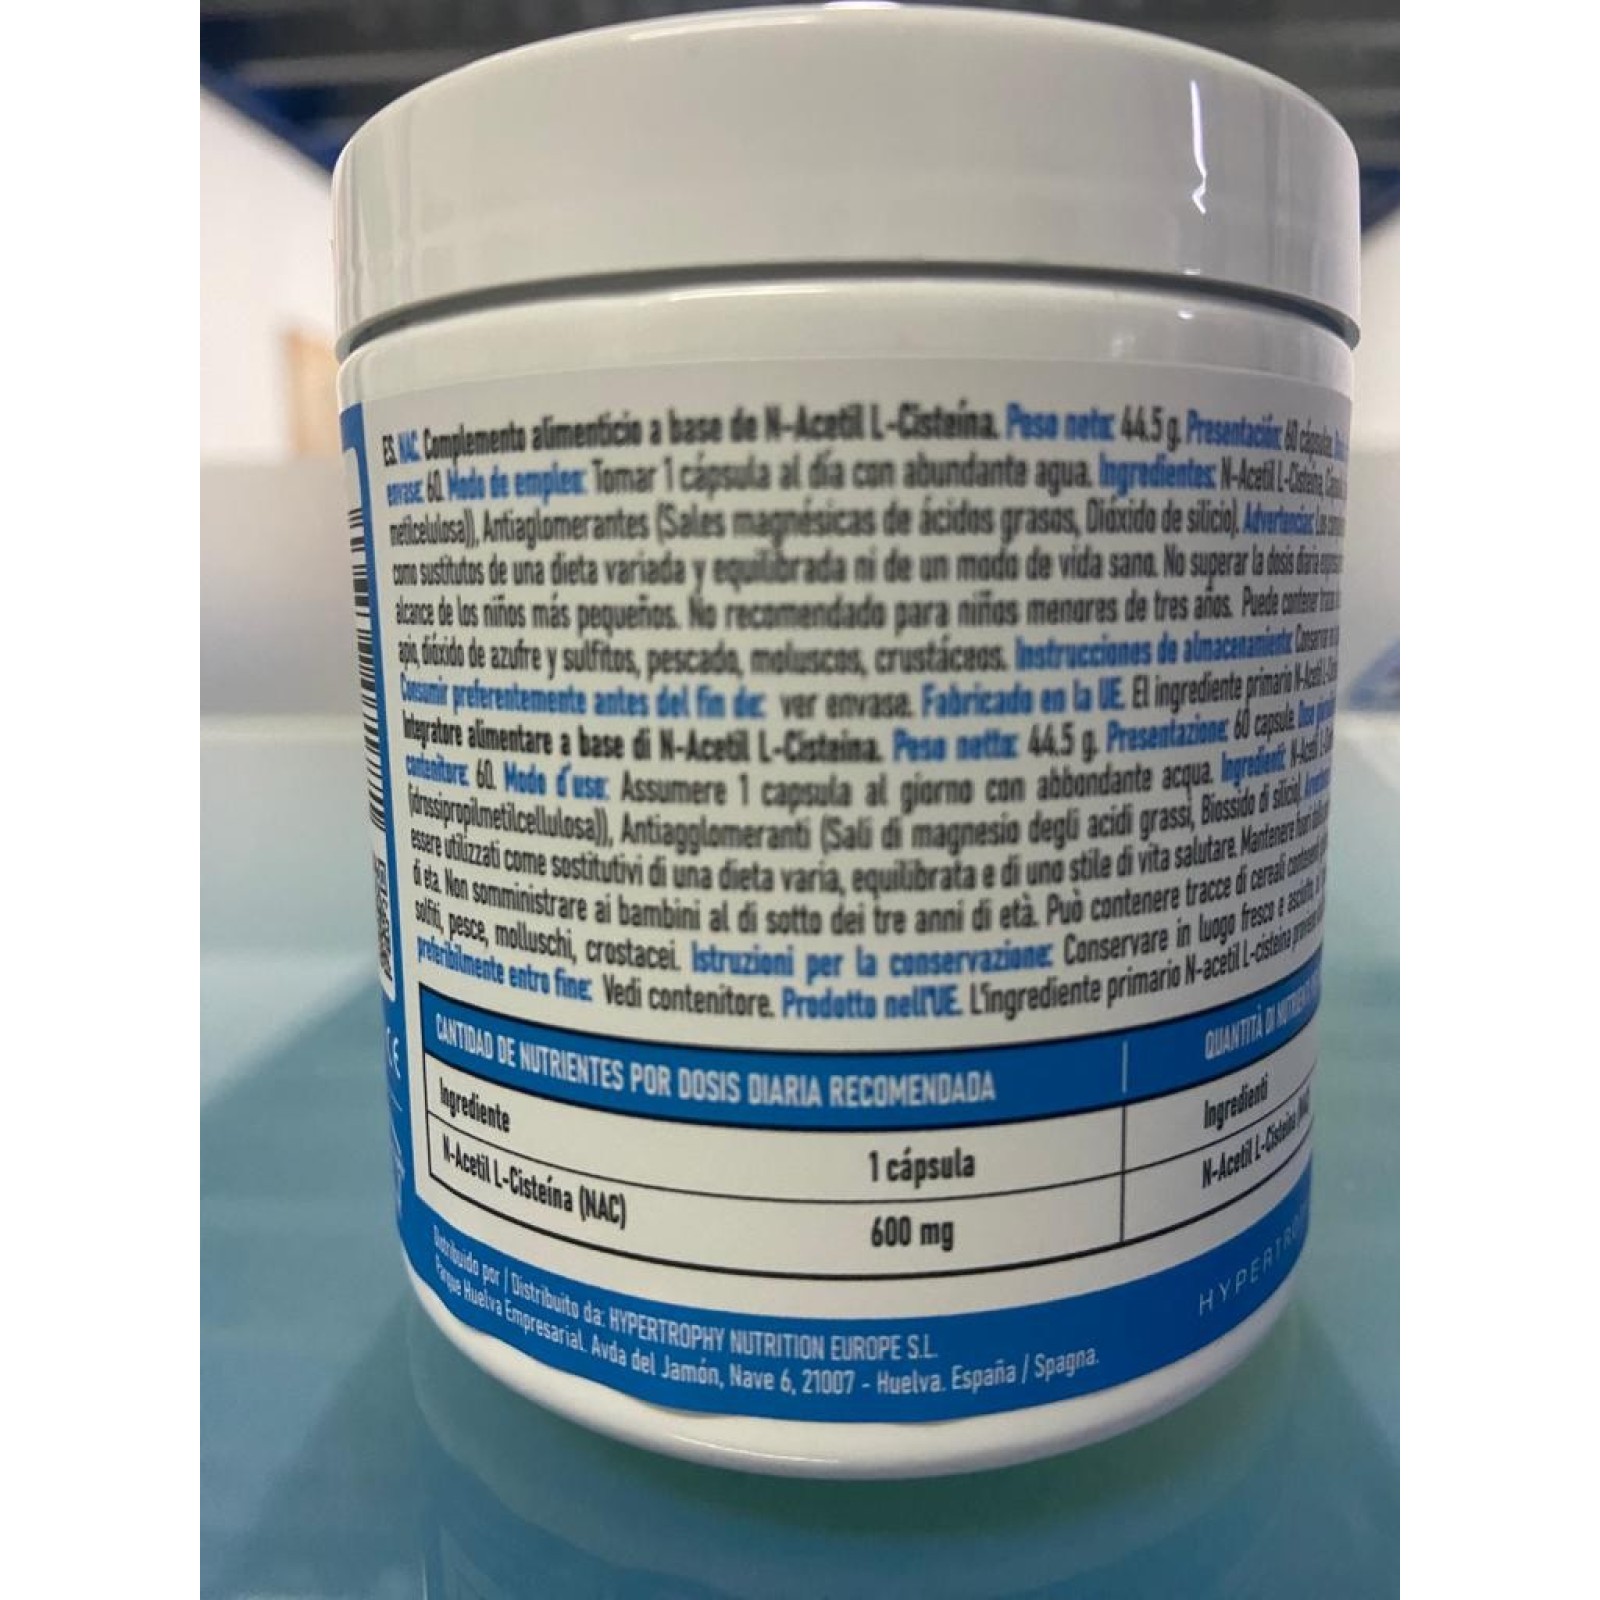 ES. NAC. Complemento alimenticio a base de N-Acetil L-Cisteína. Peso neto: 44.5 g. Presentación: 60 cápsulas.
envase: 60. Modo de empleo: Tomar 1 cápsula al día con abundante agua. Ingredientes: N-Acetil L-Cisteína,
metilcelulosa)), Antiaglomerantes (Sales magnésicas de ácidos grasos, Dióxido de silicio). Advertencias: Los
como sustitutos de una dieta variada y equilibrada ni de un modo de vida sano. No superar la dosis diaria
alcance de los niños más pequeños. No recomendado para niños menores de tres años. Puede contener trazas
apio, dióxido de azufre y sulfitos, pescado, moluscos, crustáceos. Instrucciones de almacenamiento: Conservar
Consumir preferentemente antes del fin de: ver envase. Fabricado en la UE. El ingrediente primario N-Acetil
Integratore alimentare a base di N-Acetil L-Cisteina. Peso netto: 44.5 g. Presentazione: 60 capsule. Dose
contenitore: 60. Modo d'uso: Assumere 1 capsula al giorno con abbondante acqua. Ingredienti: N-Acetil
(idrossipropilmetilcellulosa)), Antiagglomeranti (Sali di magnesio degli acidi grassi, Biossido di silicio).
essere utilizzati come sostitutivi di una dieta varia, equilibrata e di uno stile di vita salutare. Mantenere fuori
di eta. Non somministrare ai bambini al di sotto dei tre anni di età. Può contenere tracce di cereali contenenti
solfiti, pesce, molluschi, crostacei. Istruzioni per la conservazione: Conservare in luogo fresco e asciutto,
preferibilmente entro fine: Vedi contenitore. Prodotto nell'UE. L'ingrediente primario N-acetil L-cisteina
CANTIDAD DE NUTRIENTES POR DOSIS DIARIA RECOMENDADA
QUANTITÀ DI
Ingrediente
1 cápsula
Ingredienti
N-Acetil L-Cisteína (NAC)
600 mg
N-Acetil L-Cisteina
Distribuido por / Distribuito da: HYPERTROPHY NUTRITION EUROPE S.L.
Parque Huelva Empresarial. Avda del Jamón, Nave 6, 21007 - Huelva. España / Spagna.